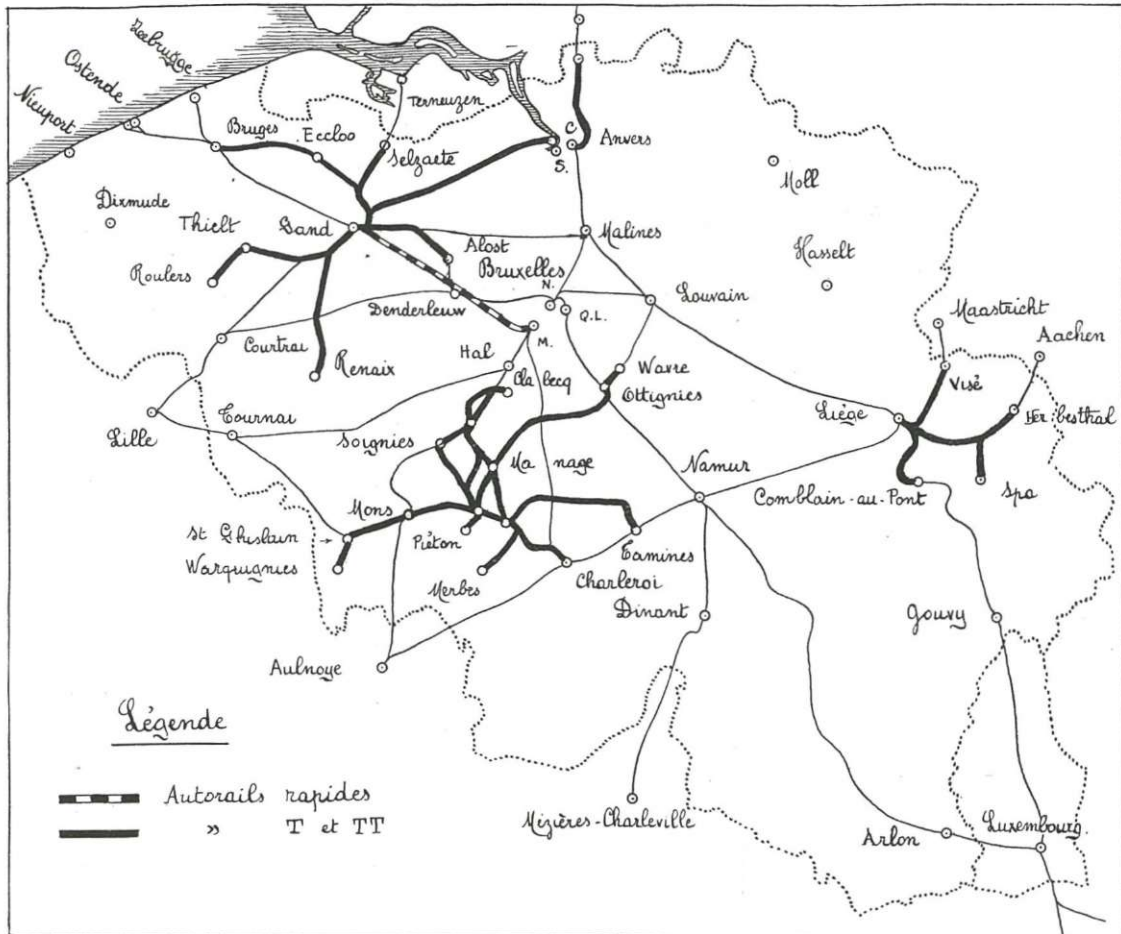 Zeebrugge
Ostende
Nieuport
Terneuzen
Bruges
Eccloo
Selzaete
C.
Anvers
S.
Moll
Dixmude
Thielt
Gand
Malines
Alost
Hasselt
Roulers
Bruxelles
N.
Louvain
Denderleuw
Q.L.
Maastricht
Courtrai
M.
Aachen
Renaix
Hal
Wavre
Visé
Clabecq
Ottignies
Lille
Tournai
Liège
Herbesthal
Soignies
Manage
Namur
Comblain-au-Pont
Spa
Mons
St Ghislain
Piéton
Tamines
Warquignies
Merbes
Charleroi
Dinant
Gouvy
Aulnoye
Légende
Autorails rapides
" T et TT
Mézières-Charleville
Arlon
Luxembourg.